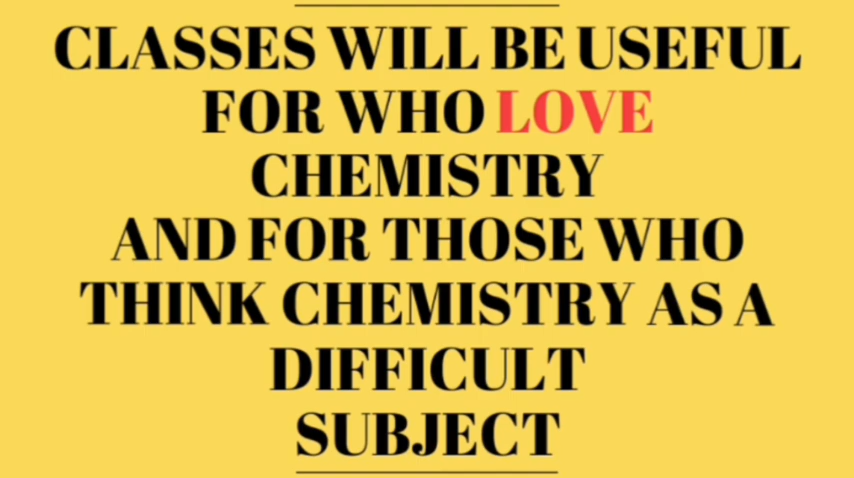 CLASSES WILL BE USEFUL
FOR WHO LOVE
CHEMISTRY
AND FOR THOSE WHO
THINK CHEMISTRY AS A
DIFFICULT
SUBJECT